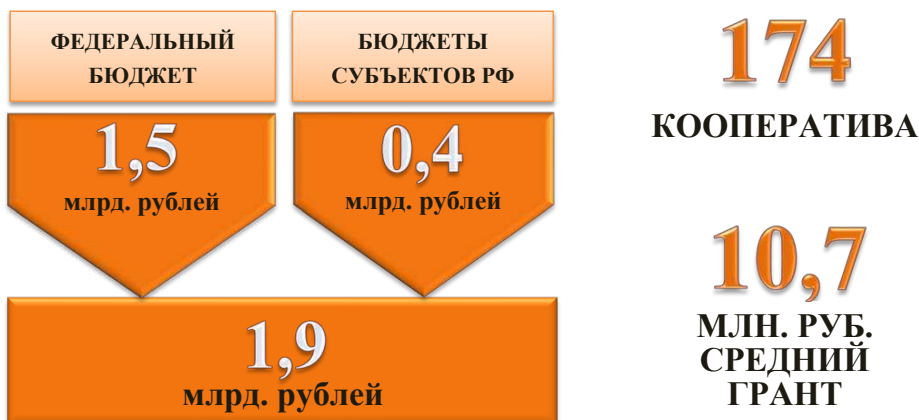 ФЕДЕРАЛЬНЫЙ
БЮДЖЕТ
1,5
млрд. рублей
БЮДЖЕТЫ
СУБЪЕКТОВ РФ
0,4
млрд. рублей
1,9
млрд. рублей
174
КООПЕРАТИВА
10,7
МЛН. РУБ.
СРЕДНИЙ
ГРАНТ